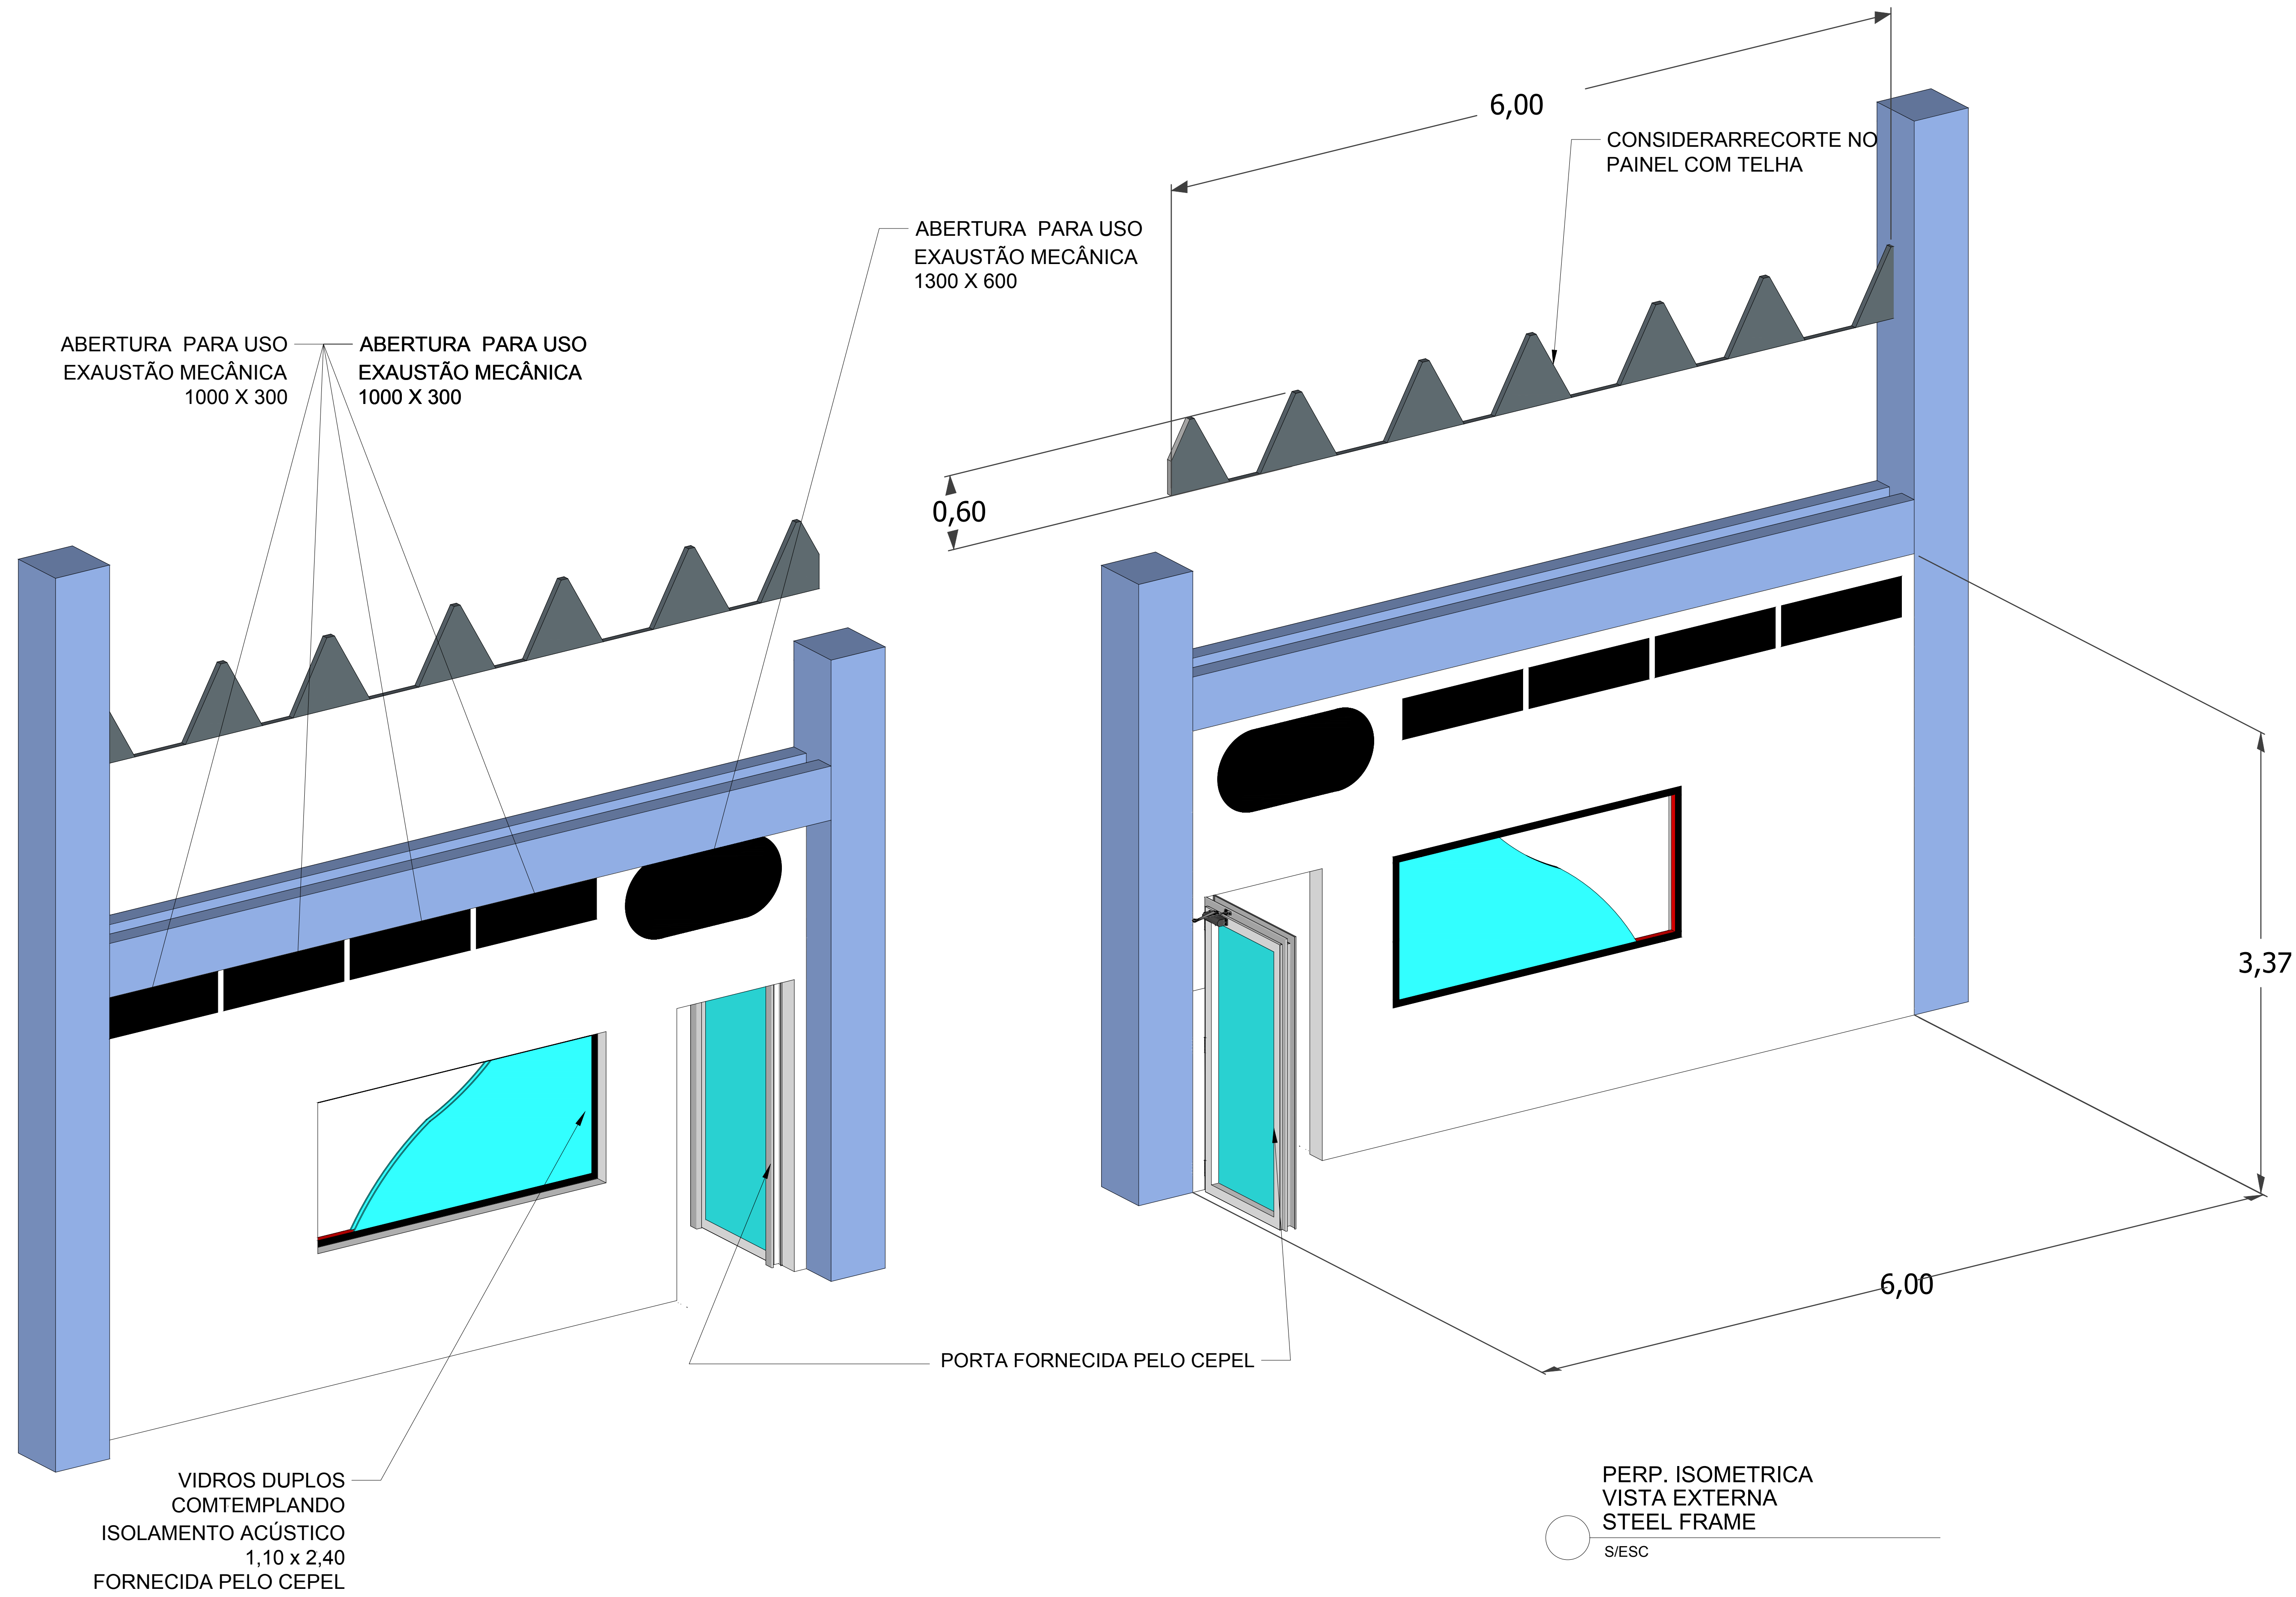 6,00
CONSIDERARRECORTE NO
PAINEL COM TELHA
ABERTURA  PARA USO
EXAUSTÃO MECÂNICA
1300 X 600
ABERTURA  PARA USO
EXAUSTÃO MECÂNICA
1000 X 300
ABERTURA  PARA USO
EXAUSTÃO MECÂNICA
1000 X 300
0,60
3,37
6,00
PORTA FORNECIDA PELO CEPEL
VIDROS DUPLOS
COMTEMPLANDO
ISOLAMENTO ACÚSTICO
1,10 x 2,40
FORNECIDA PELO CEPEL
PERP. ISOMETRICA
VISTA EXTERNA
STEEL FRAME
S/ESC